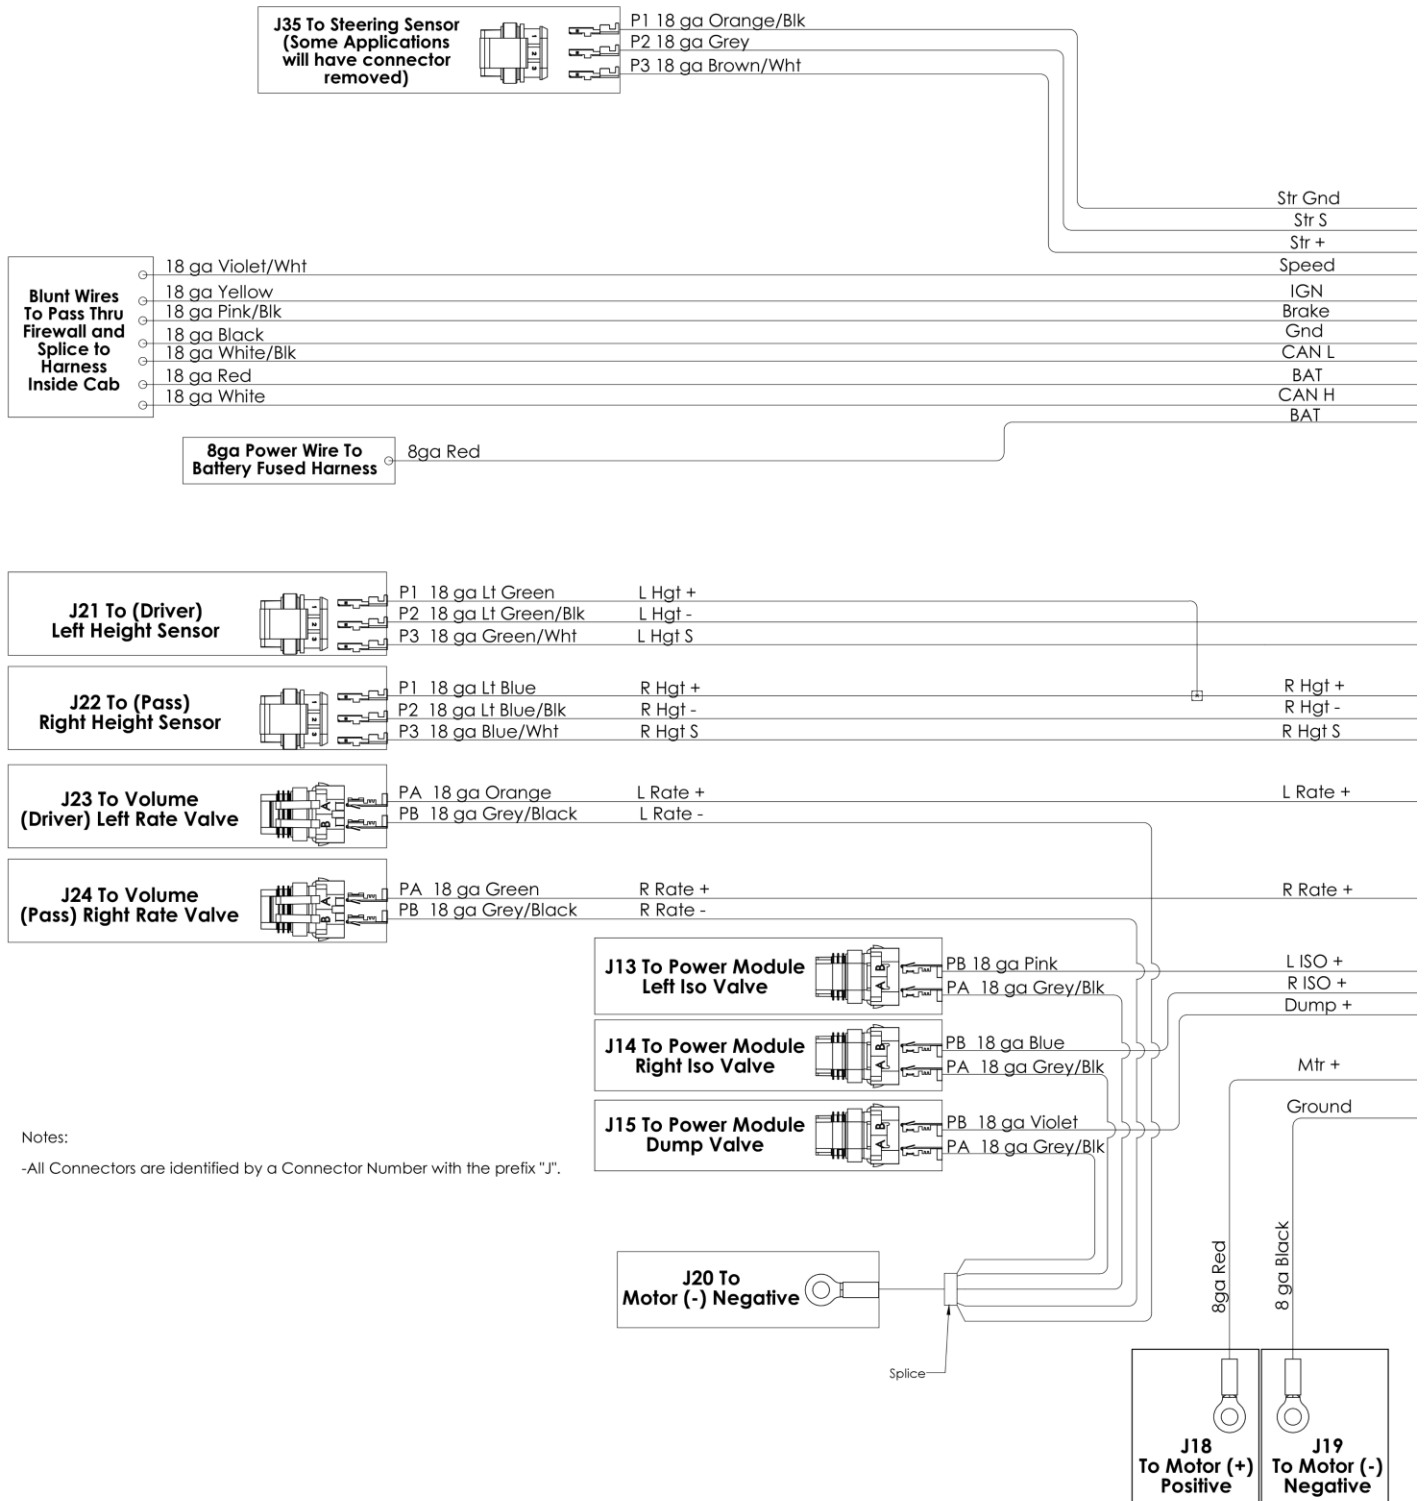 J35 To Steering Sensor
(Some Applications
will have connector
removed)
P1 18 ga Orange/Blk
P2 18 ga Grey
P3 18 ga Brown/Wht
1
2
3
Str Gnd
Str S
Str +
Speed
IGN
Brake
Gnd
CAN L
BAT
CAN H
BAT
Blunt Wires
To Pass Thru
Firewall and
Splice to
Harness
Inside Cab
18 ga Violet/Wht
18 ga Yellow
18 ga Pink/Blk
18 ga Black
18 ga White/Blk
18 ga Red
18 ga White
8ga Power Wire To
Battery Fused Harness
8ga Red
J21 To (Driver)
Left Height Sensor
1
2
3
P1 18 ga Lt Green L Hgt +
P2 18 ga Lt Green/Blk L Hgt -
P3 18 ga Green/Wht L Hgt S
J22 To (Pass)
Right Height Sensor
1
2
3
P1 18 ga Lt Blue R Hgt +
P2 18 ga Lt Blue/Blk R Hgt -
P3 18 ga Blue/Wht R Hgt S
A
R Hgt +
R Hgt -
R Hgt S
J23 To Volume
(Driver) Left Rate Valve
A
B
PA 18 ga Orange L Rate +
PB 18 ga Grey/Black L Rate -
L Rate +
J24 To Volume
(Pass) Right Rate Valve
A
B
PA 18 ga Green R Rate +
PB 18 ga Grey/Black R Rate -
R Rate +
J13 To Power Module
Left Iso Valve
B
A
PB 18 ga Pink
PA 18 ga Grey/Blk
L ISO +
R ISO +
Dump +
J14 To Power Module
Right Iso Valve
B
A
PB 18 ga Blue
PA 18 ga Grey/Blk
Mtr +
Ground
J15 To Power Module
Dump Valve
B
A
PB 18 ga Violet
PA 18 ga Grey/Blk
Notes:
-All Connectors are identified by a Connector Number with the prefix "J".
J20 To
Motor (-) Negative
Splice
8ga Red
8 ga Black
J18
To Motor (+)
Positive
J19
To Motor (-)
Negative